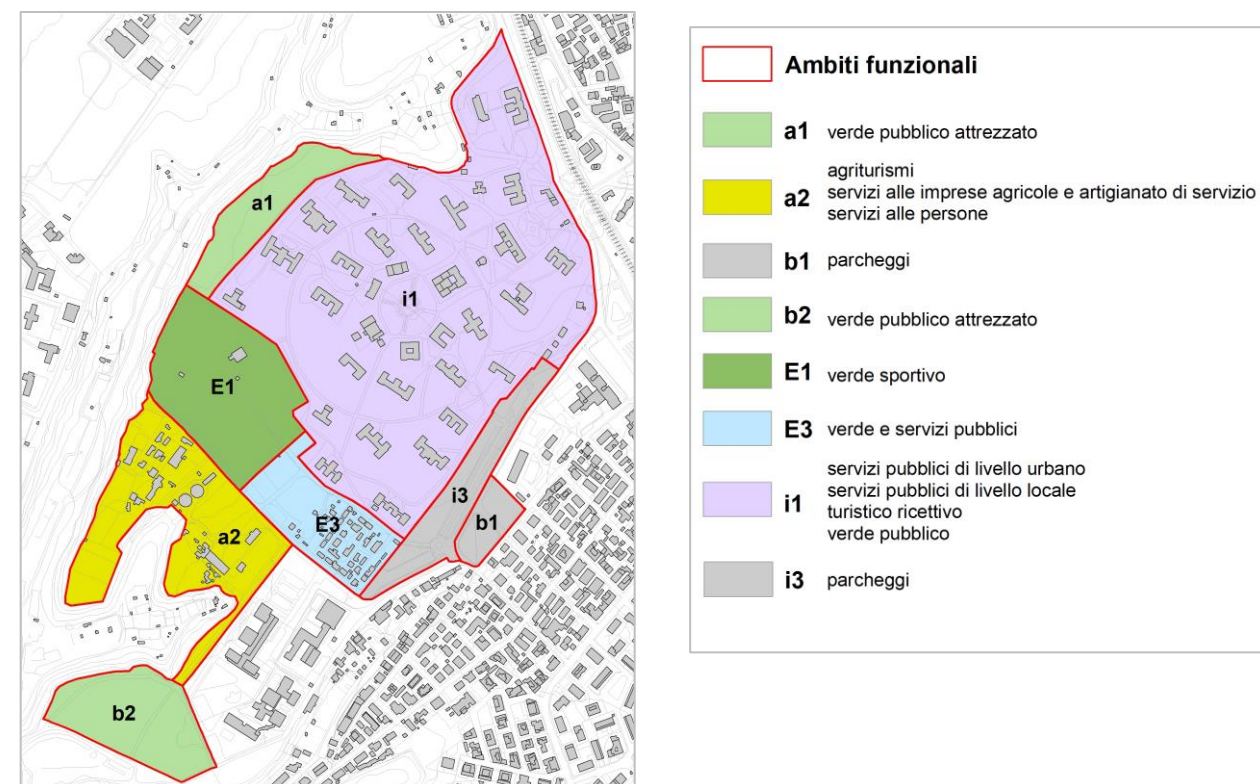 a1
i1
E1
i3
b1
E3
a2
b2
Ambiti funzionali
a1 verde pubblico attrezzato
agriturismi
a2 servizi alle imprese agricole e artigianato di servizio
servizi alle persone
b1 parcheggi
b2 verde pubblico attrezzato
E1 verde sportivo
E3 verde e servizi pubblici
servizi pubblici di livello urbano
servizi pubblici di livello locale
i1 turistico ricettivo
verde pubblico
i3 parcheggi